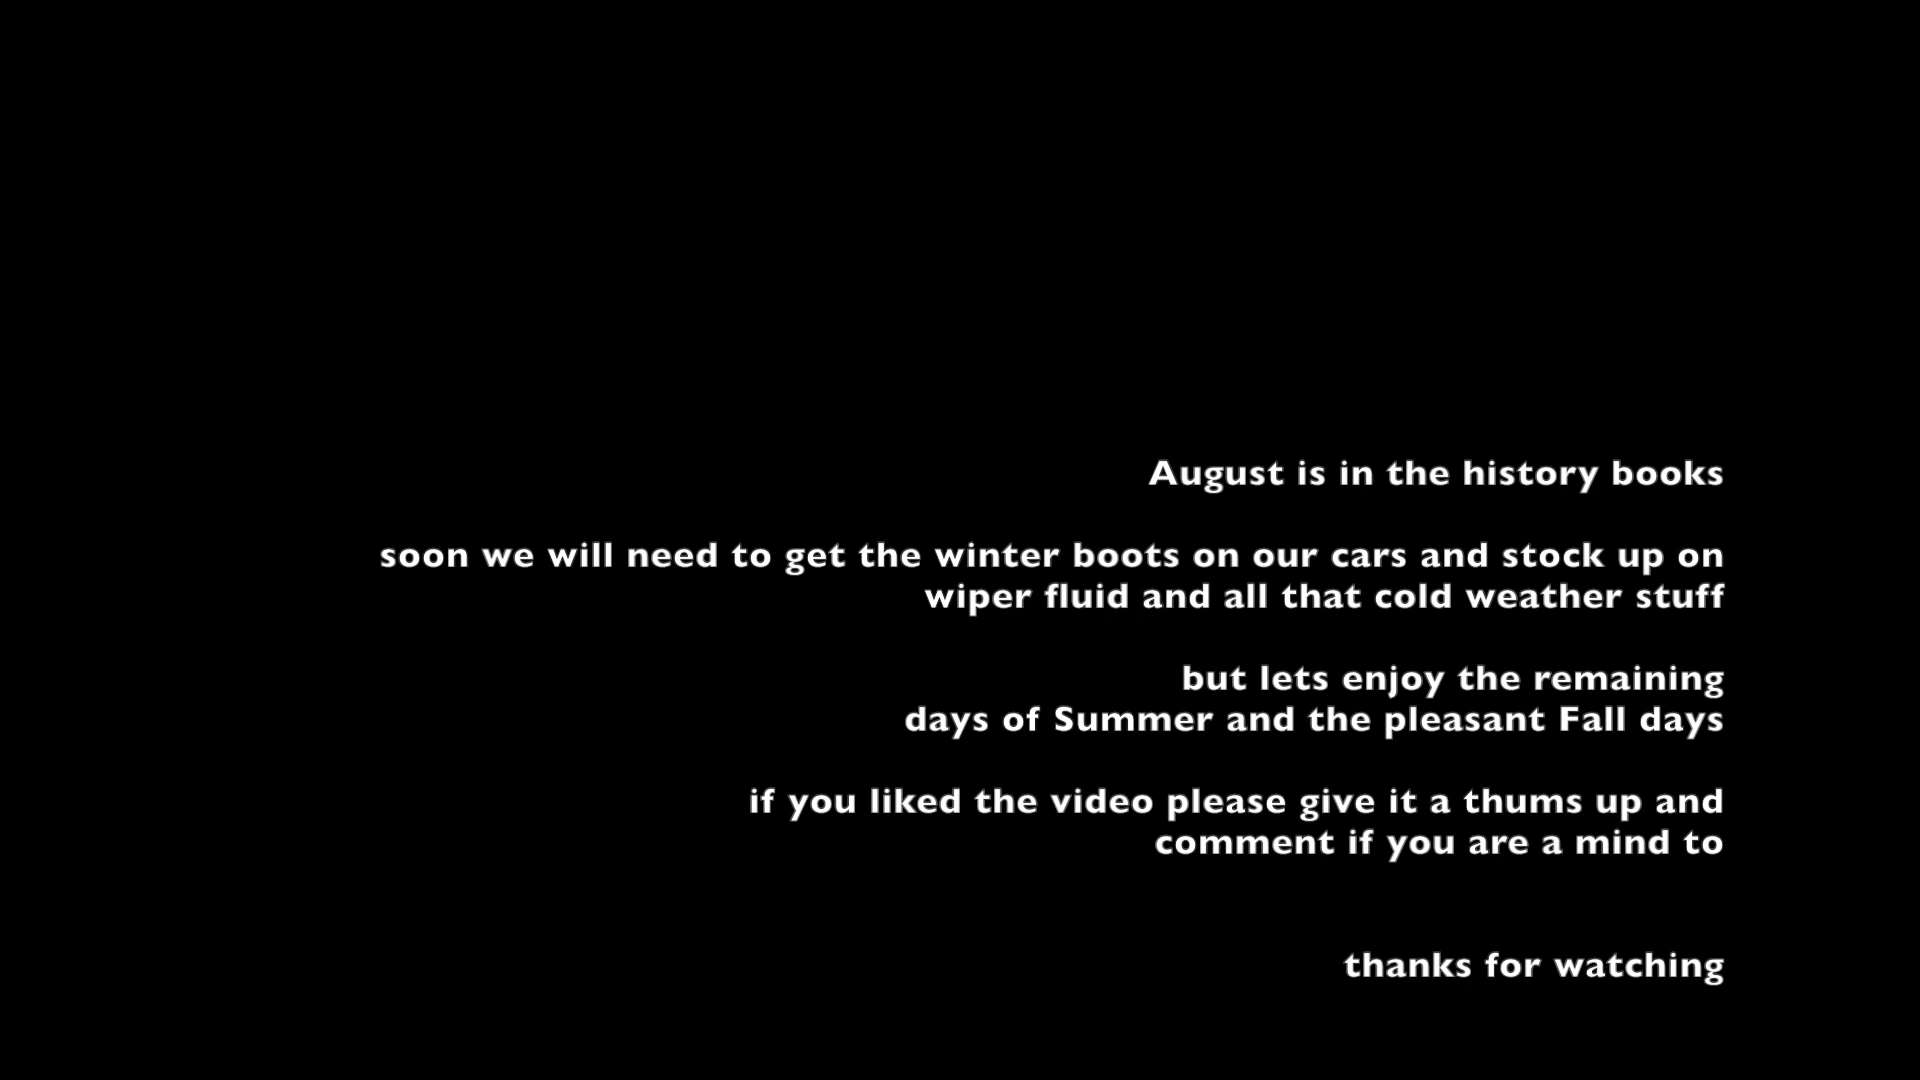 August is in the history books
soon we will need to get the winter boots on our cars and stock up on
wiper fluid and all that cold weather stuff
but lets enjoy the remaining
days of Summer and the pleasant Fall days
if you liked the video please give it a thums up and
comment if you are a mind to
thanks for watching